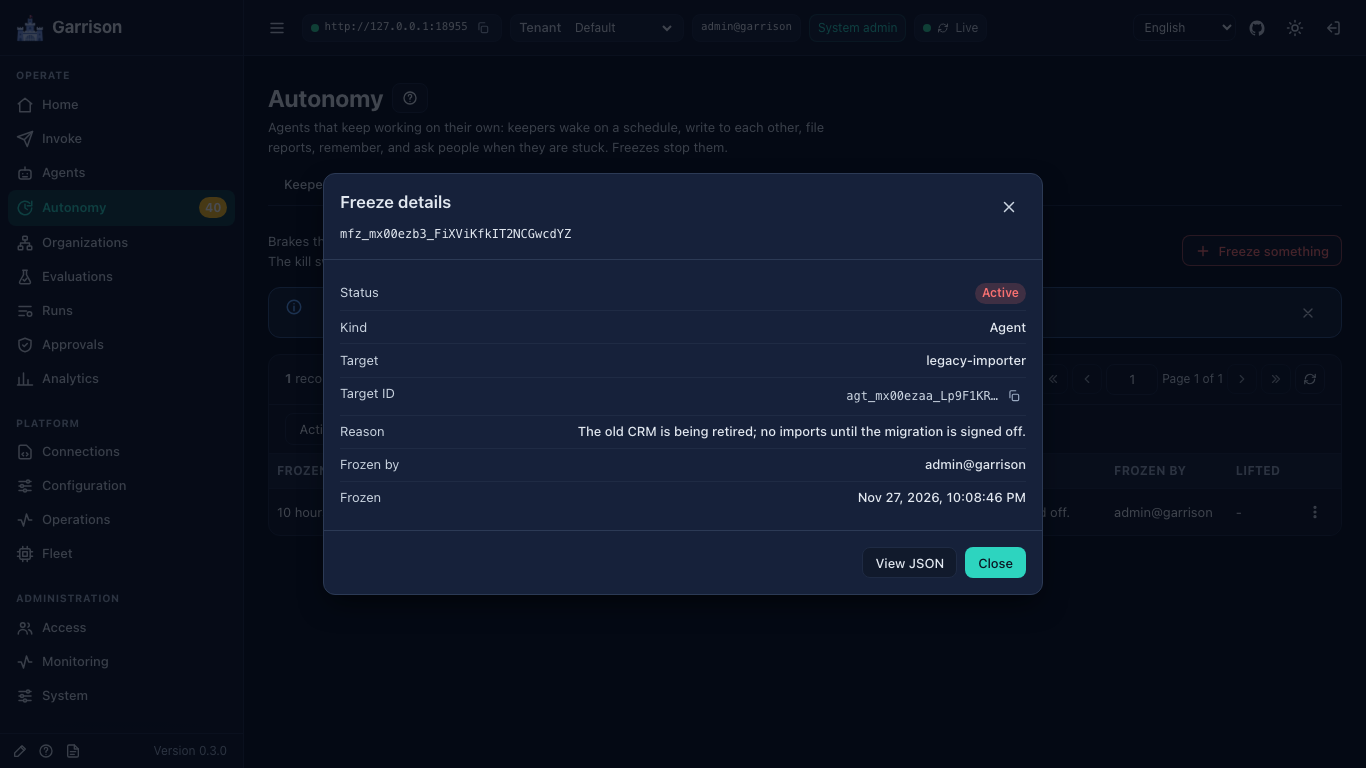 Garrison
http://127.0.0.1:18955
Tenant
Default
admin@garrison
System admin
Live
English
OPERATE
Home
Invoke
Agents
Autonomy
40
Organizations
Evaluations
Runs
Approvals
Analytics
PLATFORM
Connections
Configuration
Operations
Fleet
ADMINISTRATION
Access
Monitoring
System
Version 0.3.0
Autonomy
Agents that keep working on their own: keepers wake on a schedule, write to each other, file
reports, remember, and ask people when they are stuck. Freezes stop them.
Brakes
The kill
Freeze something
1
Page 1 of 1
1
FROZEN BY
LIFTED
10
off.
admin@garrison
-
Freeze details
mfz_mx00ezb3_FiXViKfkIT2NCGwcdYZ
Status
Active
Kind
Agent
Target
legacy-importer
Target ID
agt_mx00ezaa_Lp9F1KR…
Reason
The old CRM is being retired; no imports until the migration is signed off.
Frozen by
admin@garrison
Frozen
Nov 27, 2026, 10:08:46 PM
View JSON
Close